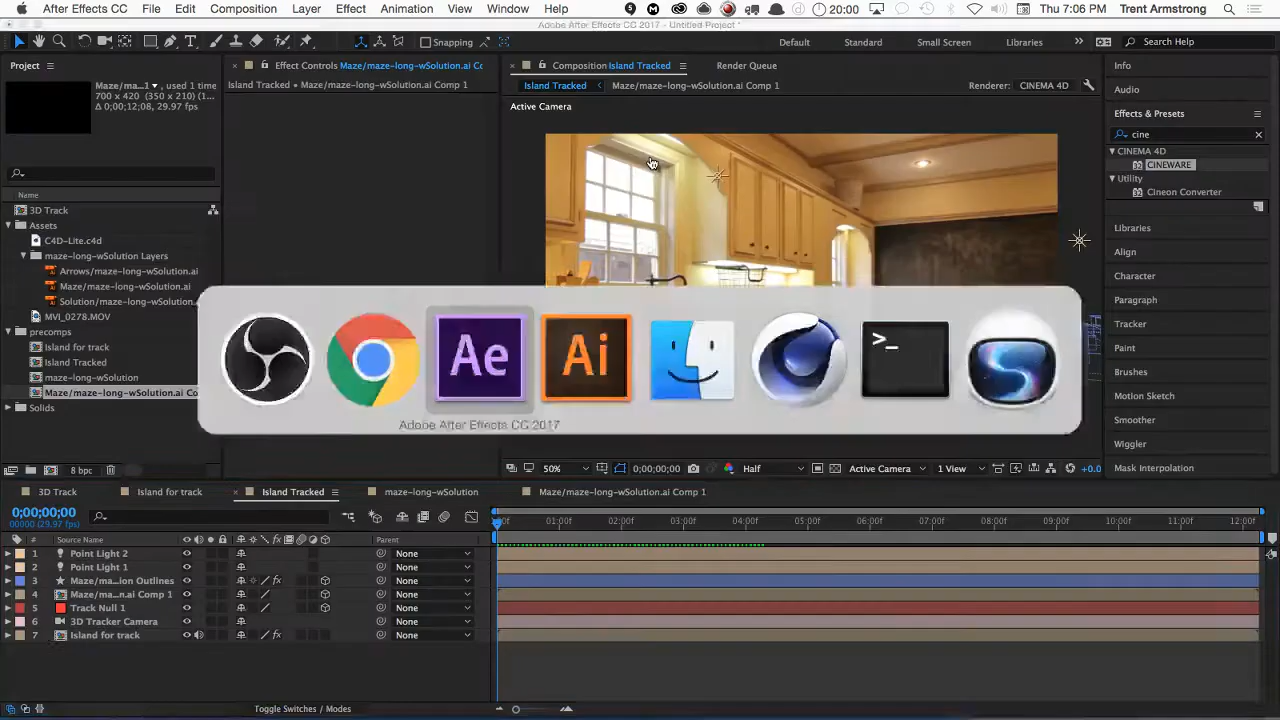 After Effects CC File Edit Composition Layer Effect Animation View Window Help 20:00 Thu 7:06 PM Trent Armstrong
Adobe After Effects CC 2017 - Untitled Project *
Snapping Default Standard Small Screen Libraries Search Help
Project Effect Controls Maze/maze-long-wSolution.ai Co Composition Island Tracked Render Queue Info
Maze/ma...1 , used 1 time
700 x 420 (350 x 210) (1...
Δ 0;00;12;08, 29.97 fps)
Island Tracked • Maze/maze-long-wSolution.ai Comp 1
Island Tracked Maze/maze-long-wSolution.ai Comp 1 Renderer: CINEMA 4D
Audio
Active Camera
Effects & Presets
cine
CINEMA 4D
CINEWARE
Utility
Cineon Converter
Name
3D Track
Assets
C4D-Lite.c4d
maze-long-wSolution Layers
Arrows/maze-long-wSolution.ai
Maze/maze-long-wSolution.ai
Solution/maze-long-wSolution.
MVI_0278.MOV
precomps
Island for track
Island Tracked
maze-long-wSolution
Maze/maze-long-wSolution.ai Co
Solids
Libraries
Align
Character
Paragraph
Tracker
Paint
Brushes
Motion Sketch
Smoother
Wiggler
Mask Interpolation
Ae Ai >_
Adobe After Effects CC 2017
8 bpc
50% 0;00;00;00 Half Active Camera 1 View +0.0
3D Track Island for track Island Tracked maze-long-wSolution Maze/maze-long-wSolution.ai Comp 1
0;00;00;00
00000 (29.97 fps)
:00f 01:00f 02:00f 03:00f 04:00f 05:00f 06:00f 07:00f 08:00f 09:00f 10:00f 11:00f 12:00f
# Source Name Parent
1 Point Light 2 None
2 Point Light 1 None
3 Maze/ma...ion Outlines None
4 Maze/ma...n.ai Comp 1 None
5 Track Null 1 None
6 3D Tracker Camera None
7 Island for track None
Toggle Switches / Modes